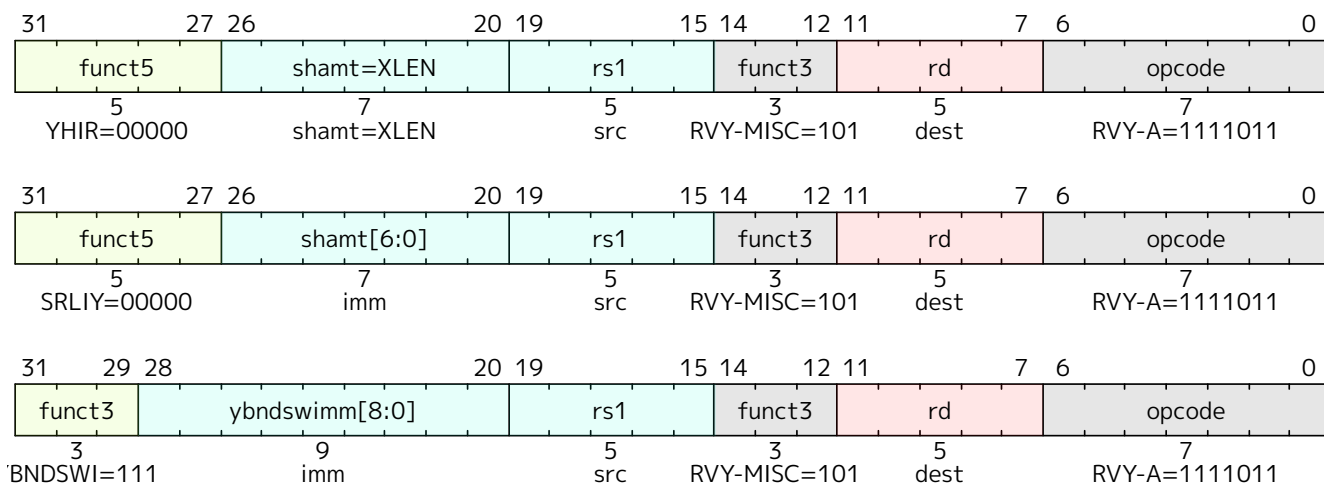 31 27 26 20 19 15 14 12 11 7 6 0
funct5 shamt=XLEN rs1 funct3 rd opcode
5 7 5 3 5 7
YHIR=00000 shamt=XLEN src RVY-MISC=101 dest RVY-A=1111011
31 27 26 20 19 15 14 12 11 7 6 0
funct5 shamt[6:0] rs1 funct3 rd opcode
5 7 5 3 5 7
SRLIY=00000 imm src RVY-MISC=101 dest RVY-A=1111011
31 29 28 20 19 15 14 12 11 7 6 0
funct3 ybndswimm[8:0] rs1 funct3 rd opcode
3 9 5 3 5 7
BNDSWI=111 imm src RVY-MISC=101 dest RVY-A=1111011